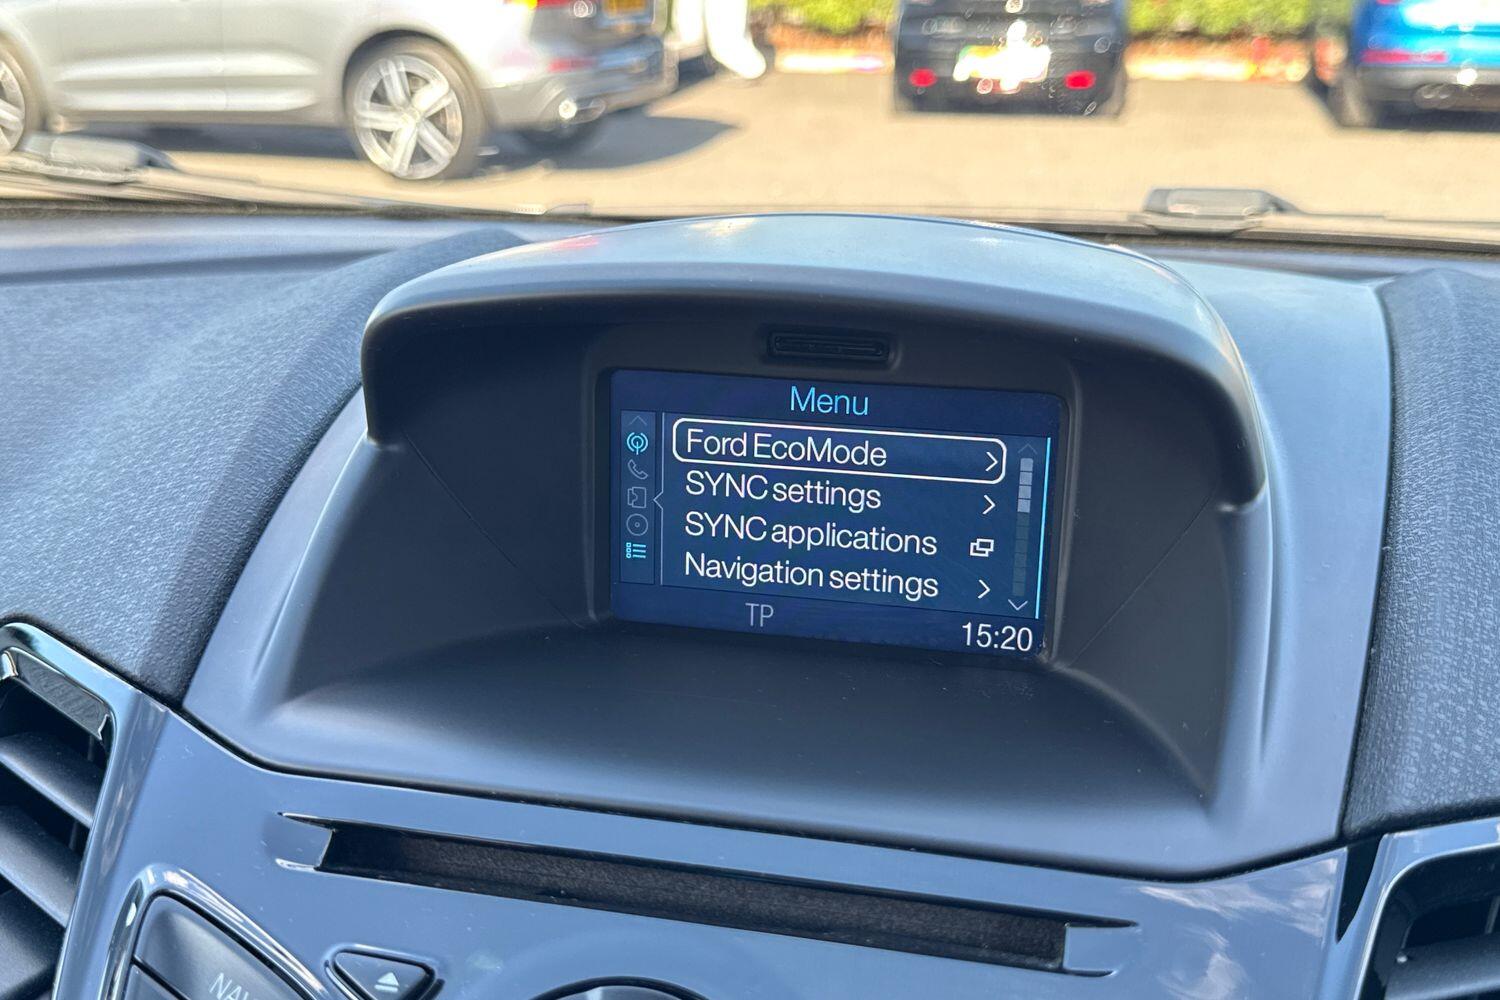 Menu
Ford EcoMode
SYNC settings
SYNC applications
Navigation settings
TP
15:20